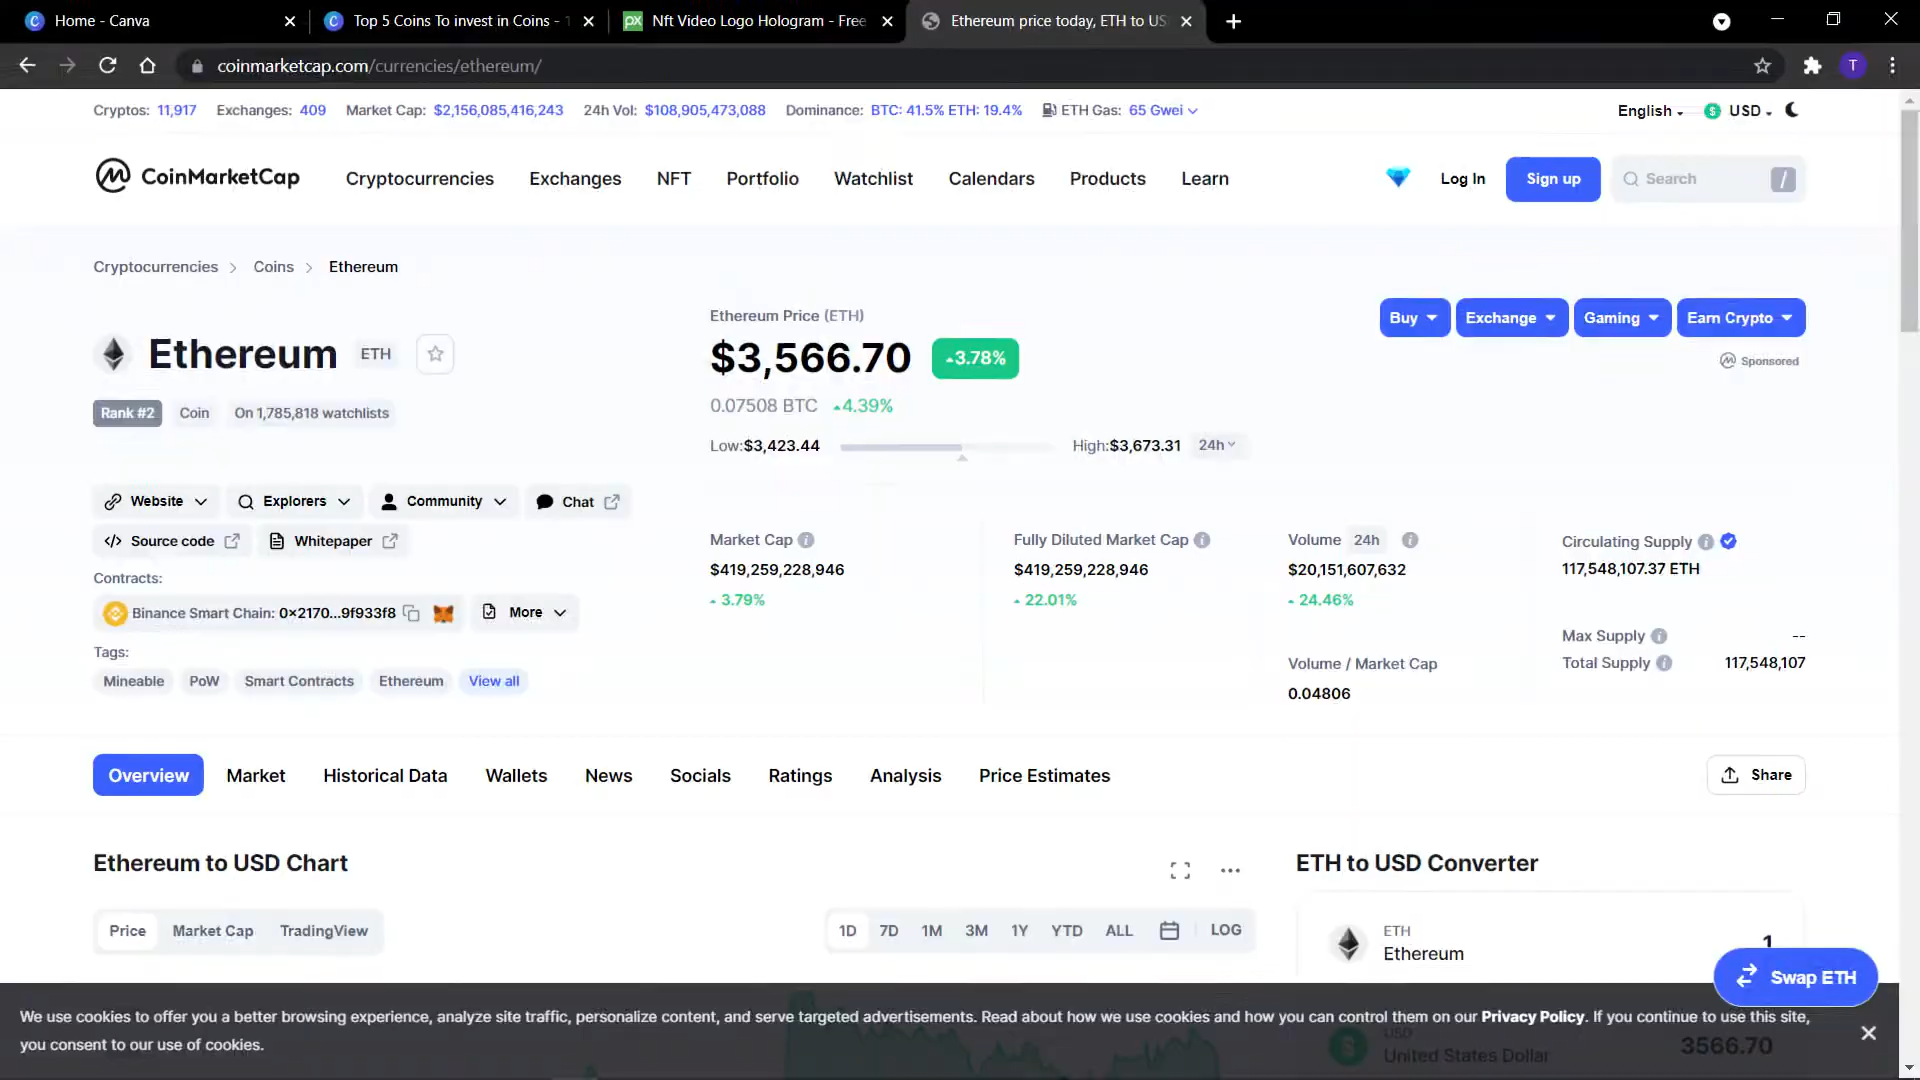 Home - Canva
Top 5 Coins To invest in Coins -
Nft Video Logo Hologram - Free
Ethereum price today, ETH to US
T
coinmarketcap.com/currencies/ethereum/
Cryptos: 11,917 Exchanges: 409 Market Cap: $2,156,085,416,243 24h Vol: $108,905,473,088 Dominance: BTC: 41.5% ETH: 19.4% ETH Gas: 65 Gwei
English USD
CoinMarketCap
Cryptocurrencies Exchanges NFT Portfolio Watchlist Calendars Products Learn
Log In Sign up Search /
Cryptocurrencies > Coins > Ethereum
Ethereum Price (ETH)
Buy Exchange Gaming Earn Crypto
Ethereum ETH
$3,566.70 3.78%
Sponsored
Rank #2 Coin On 1,785,818 watchlists
0.07508 BTC 4.39%
Low:$3,423.44 High:$3,673.31 24h
Website Explorers Community Chat
Source code Whitepaper
Market Cap Fully Diluted Market Cap Volume 24h Circulating Supply
$419,259,228,946 $419,259,228,946 $20,151,607,632 117,548,107.37 ETH
3.79% 22.01% 24.46%
Contracts:
Binance Smart Chain: 0x2170...9f933f8 More
Max Supply --
Tags:
Volume / Market Cap Total Supply 117,548,107
Mineable PoW Smart Contracts Ethereum View all
0.04806
Overview Market Historical Data Wallets News Socials Ratings Analysis Price Estimates
Share
Ethereum to USD Chart
ETH to USD Converter
Price Market Cap TradingView
1D 7D 1M 3M 1Y YTD ALL LOG
ETH
Ethereum
1
Swap ETH
We use cookies to offer you a better browsing experience, analyze site traffic, personalize content, and serve targeted advertisements. Read about how we use cookies and how you can control them on our Privacy Policy. If you continue to use this site,
you consent to our use of cookies.
USD
United States Dollar
3566.70